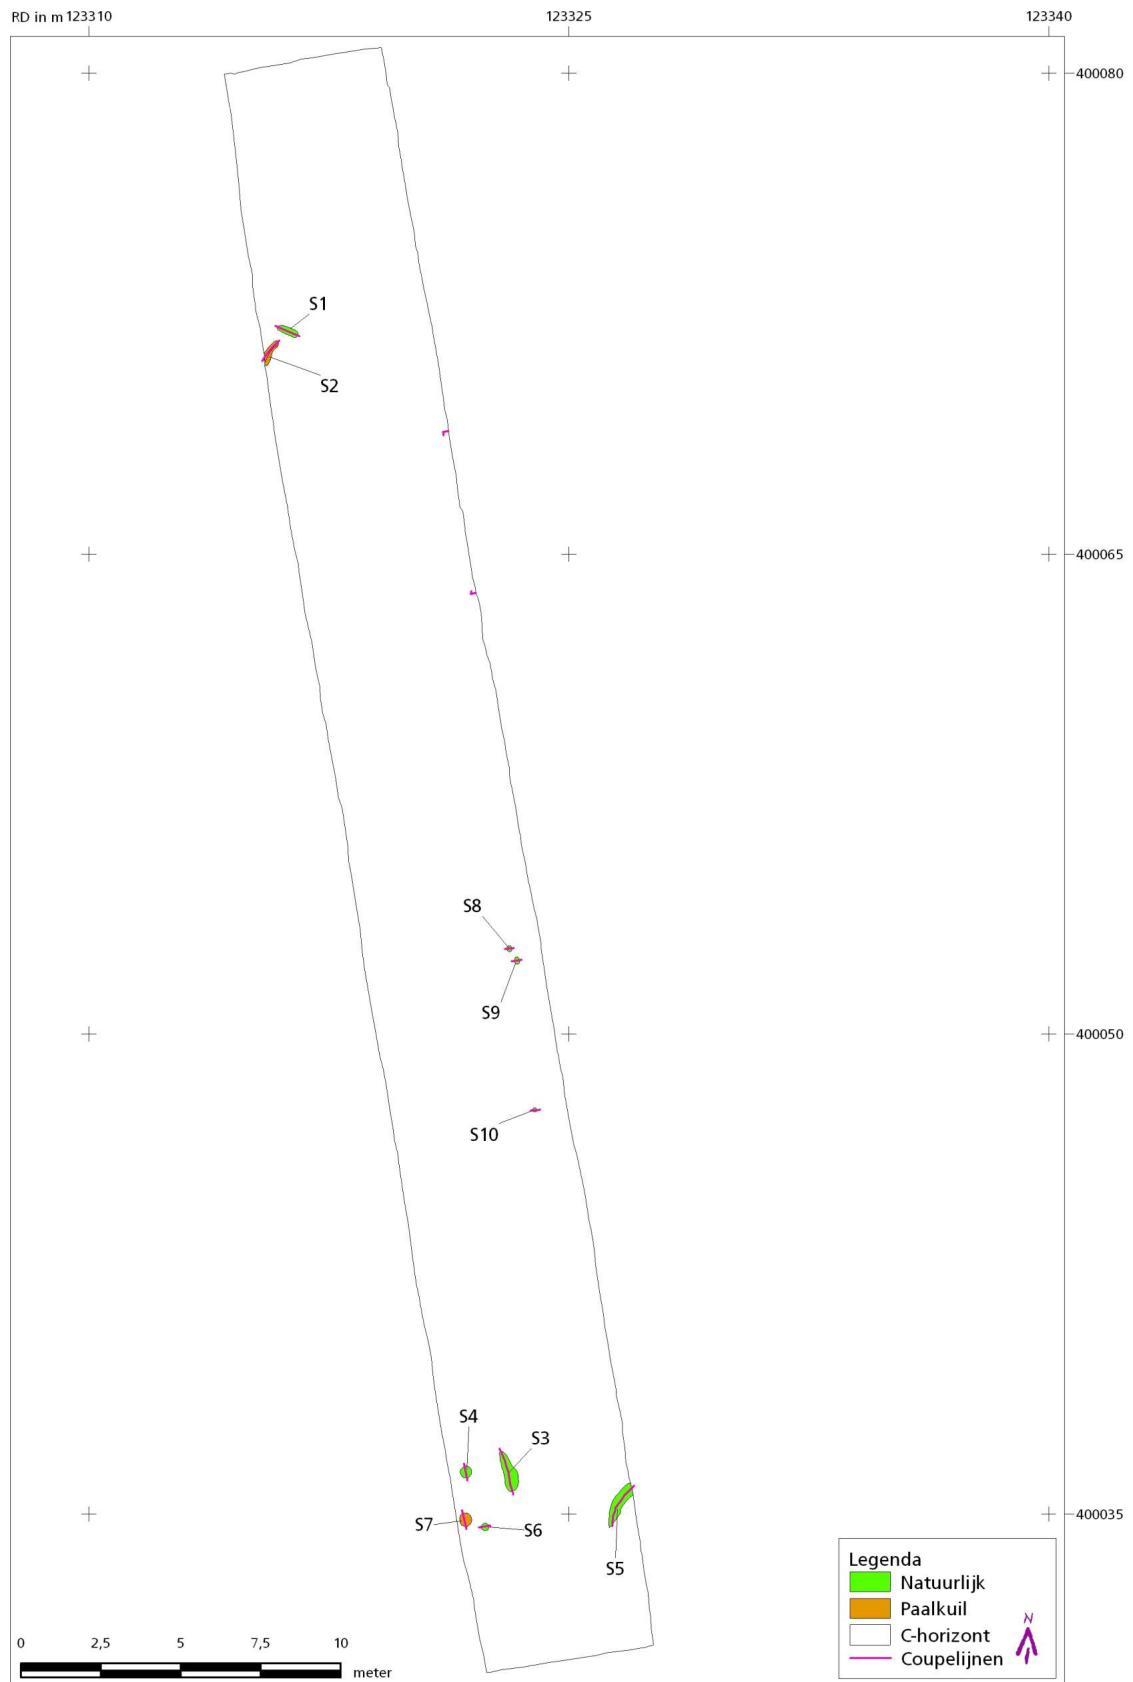 RD in m 123310 123325 123340
400080
S1
S2
400065
S8
S9
400050
S10
S4
S3
S7
S6
400035
S5
Legenda
Natuurlijk
Paalkuil
C-horizont
Coupelijnen
N
0 2,5 5 7,5 10
meter